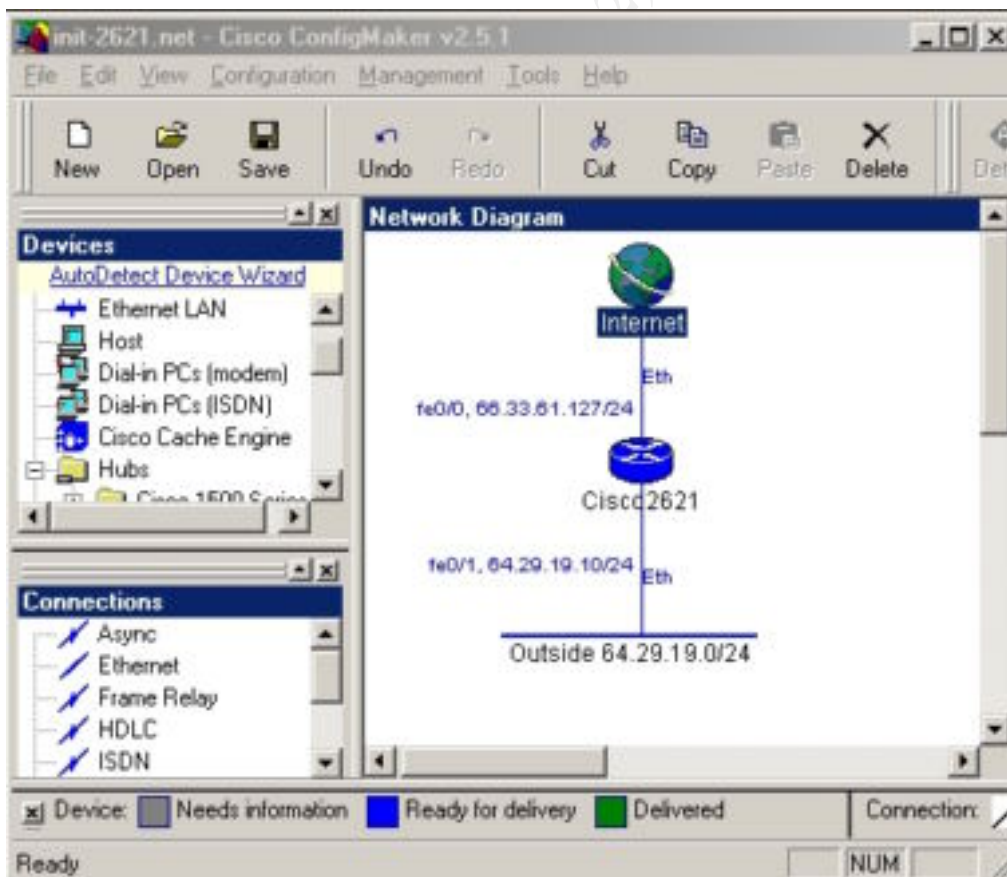 init-2621.net - Cisco ConfigMaker v2.5.1
File Edit View Configuration Management Tools Help
New Open Save Undo Redo Cut Copy Paste Delete
Devices
AutoDetect Device Wizard
Ethernet LAN
Host
Dial-in PCs (modem)
Dial-in PCs (ISDN)
Cisco Cache Engine
Hubs
Cisco 1500 Series
Connections
Async
Ethernet
Frame Relay
HDLC
ISDN
Network Diagram
Internet
Eth
fe0/0, 66.33.61.127/24
Cisco2621
fe0/1, 64.29.19.10/24
Eth
Outside 64.29.19.0/24
Device: Needs information Ready for delivery Delivered Connection:
Ready NUM